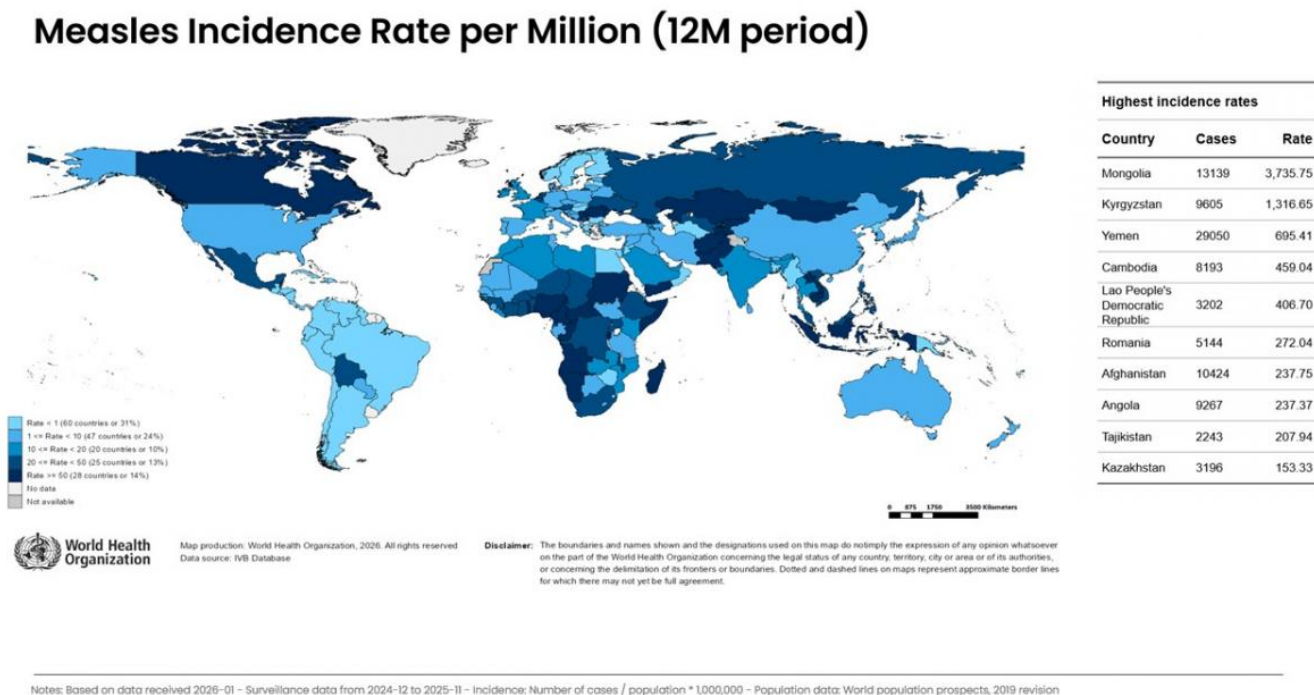 Measles Incidence Rate per Million (12M period)
Highest incidence rates
Country Cases Rate
Mongolia 13139 3,735.75
Kyrgyzstan 9605 1,316.65
Yemen 29050 695.41
Cambodia 8193 459.04
Lao People's
Democratic
Republic 3202 406.70
Romania 5144 272.04
Afghanistan 10424 237.75
Angola 9267 237.37
Tajikistan 2243 207.94
Kazakhstan 3196 153.33
Rate < 1 (60 countries or 31%)
1 <= Rate < 10 (47 countries or 24%)
10 <= Rate < 20 (20 countries or 10%)
20 <= Rate < 50 (25 countries or 13%)
Rate >= 50 (28 countries or 14%)
No data
Not available
0 875 1750 3500 Kilometers
World Health
Organization
Map production: World Health Organization, 2026. All rights reserved
Data source: IVB Database
Disclaimer: The boundaries and names shown and the designations used on this map do notimply the expression of any opinion whatsoever
on the part of the World Health Organization concerning the legal status of any country, territory, city or area or of its authorities,
or concerning the delimitation of its frontiers or boundaries. Dotted and dashed lines on maps represent approximate border lines
for which there may not yet be full agreement.
Notes: Based on data received 2026-01 - Surveillance data from 2024-12 to 2025-11 - Incidence: Number of cases / population * 1,000,000 - Population data: World population prospects, 2019 revision